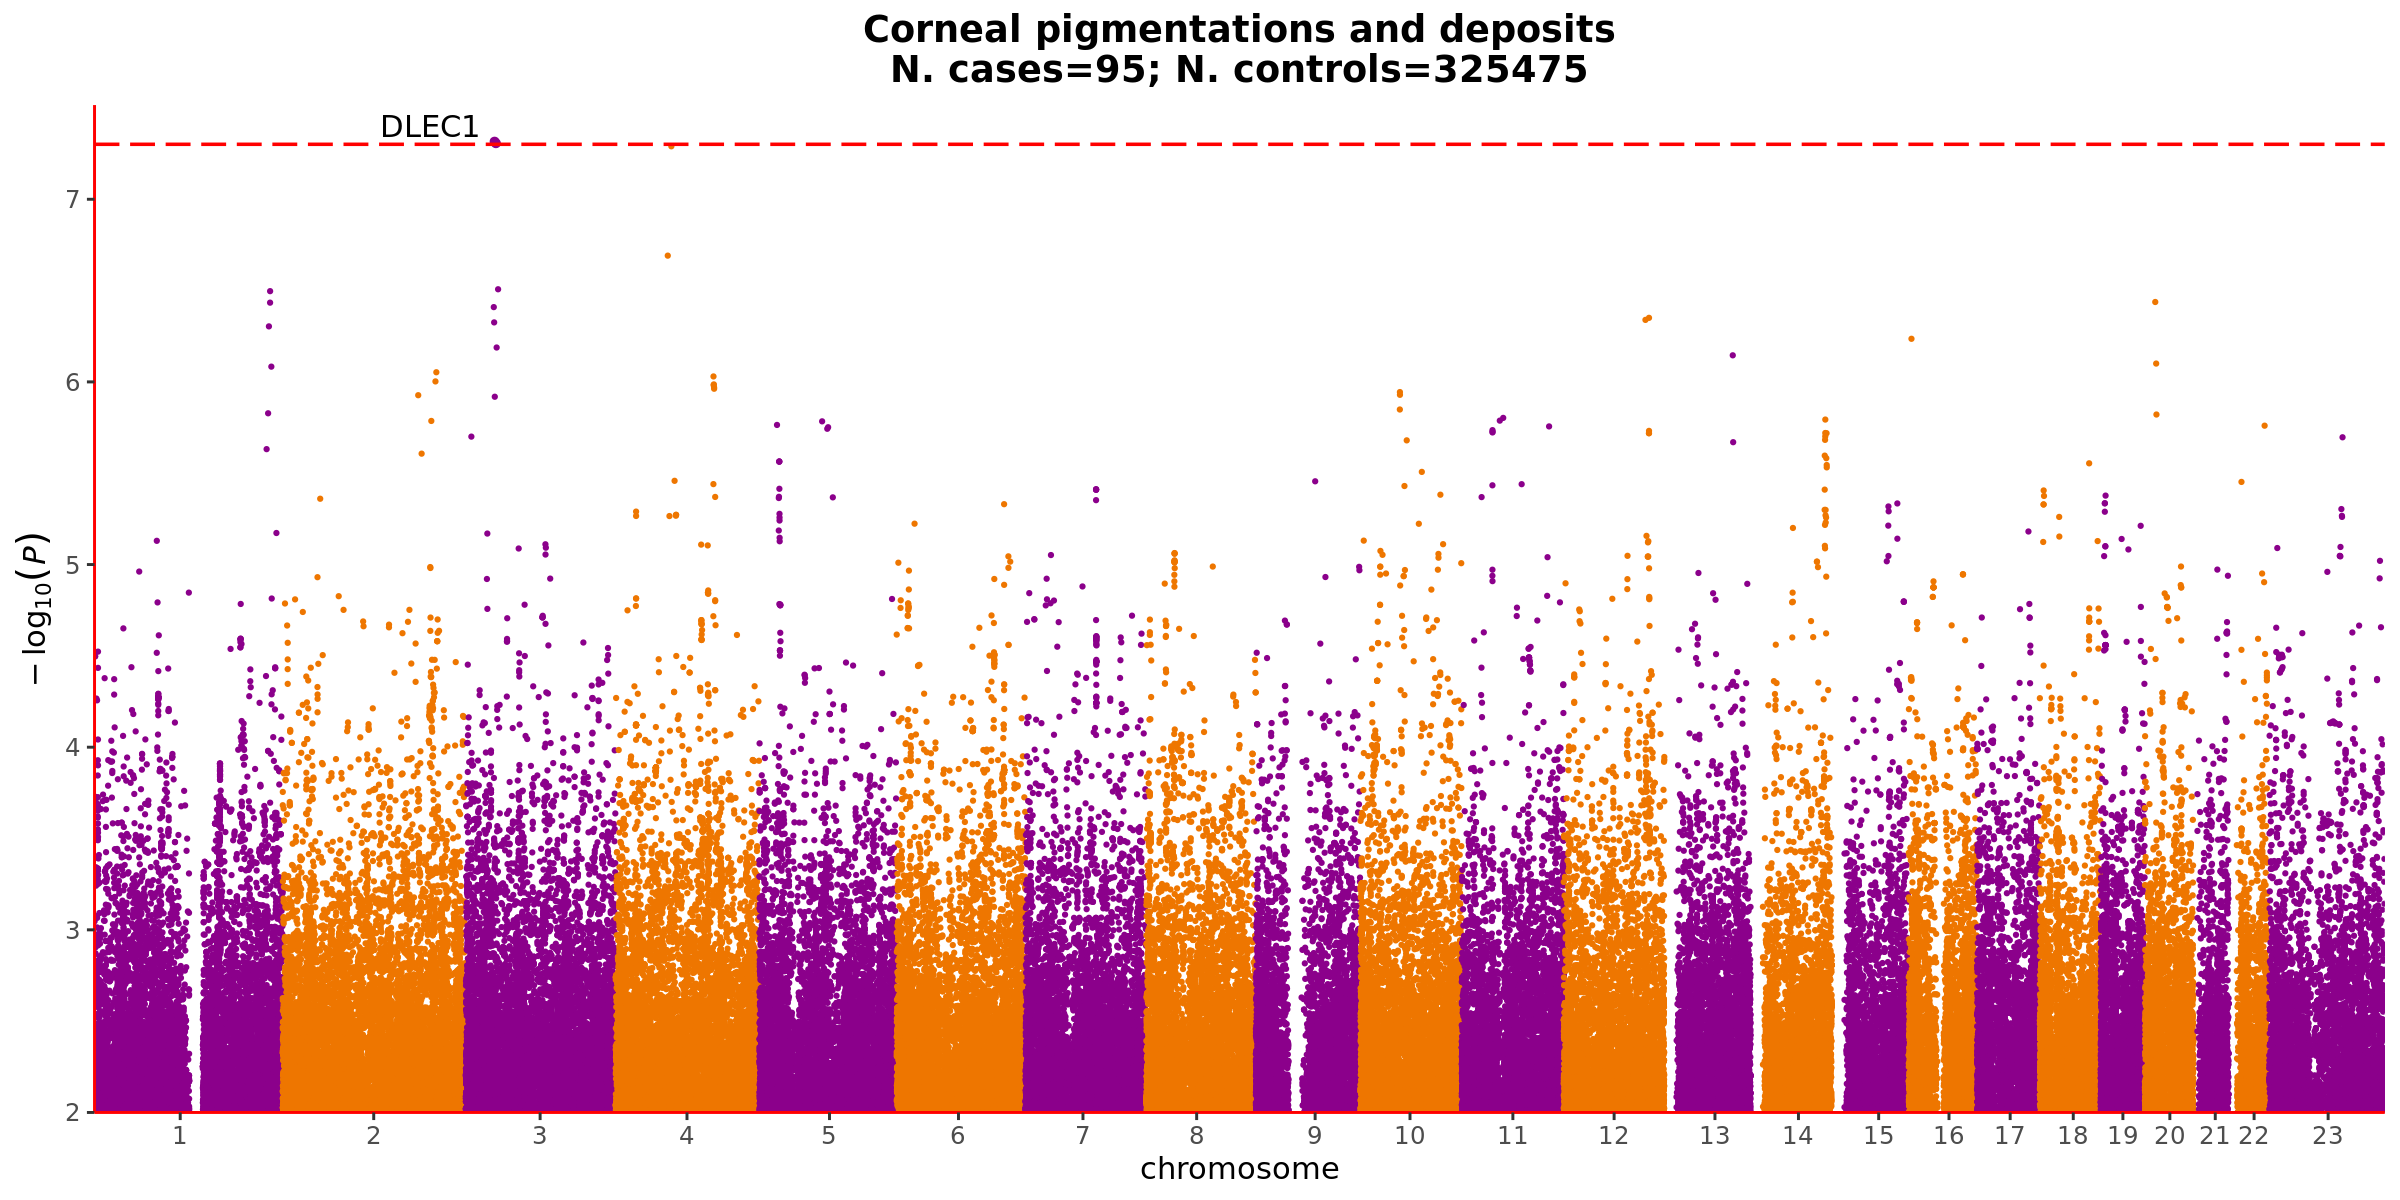 Corneal pigmentations and deposits
N. cases=95; N. controls=325475
DLEC1
7
6
5
4
3
2
− log₁₀(P)
1 2 3 4 5 6 7 8 9 10 11 12 13 14 15 16 17 18 19 20 21 22 23
chromosome